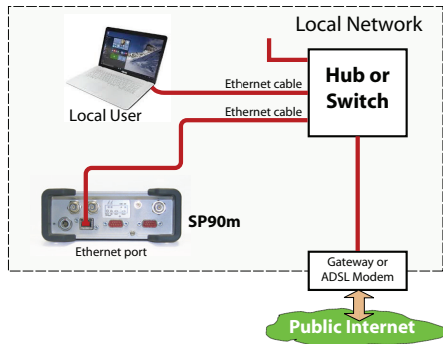 Local Network
Ethernet cable
Hub or
Switch
Local User
Ethernet cable
SP90m
Ethernet port
Gateway or
ADSL Modem
Public Internet